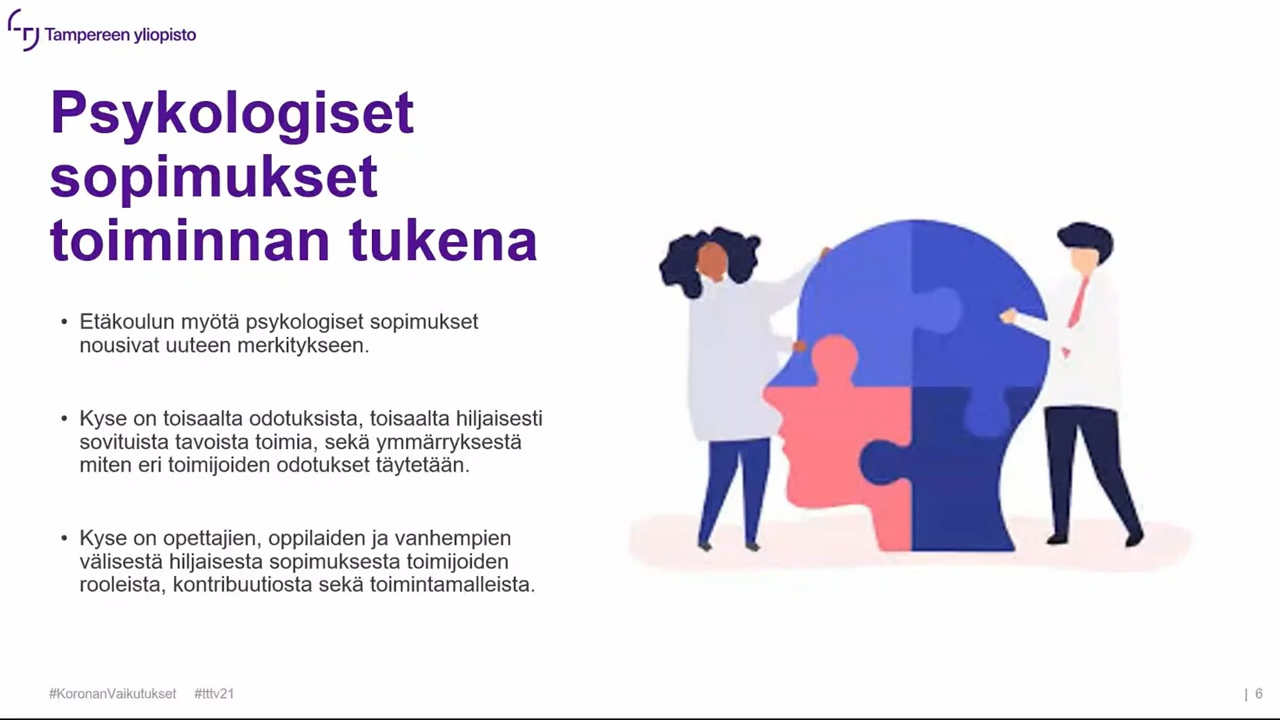 Tampereen yliopisto
Psykologiset
sopimukset
toiminnan tukena
• Etäkoulun myötä psykologiset sopimukset
nousivat uuteen merkitykseen.
• Kyse on toisaalta odotuksista, toisaalta hiljaisesti
sovituista tavoista toimia, sekä ymmärryksestä
miten eri toimijoiden odotukset täytetään.
• Kyse on opettajien, oppilaiden ja vanhempien
välisestä hiljaisesta sopimuksesta toimijoiden
rooleista, kontribuutiosta sekä toimintamalleista.
#KoronanVaikutukset #tttv21
| 6